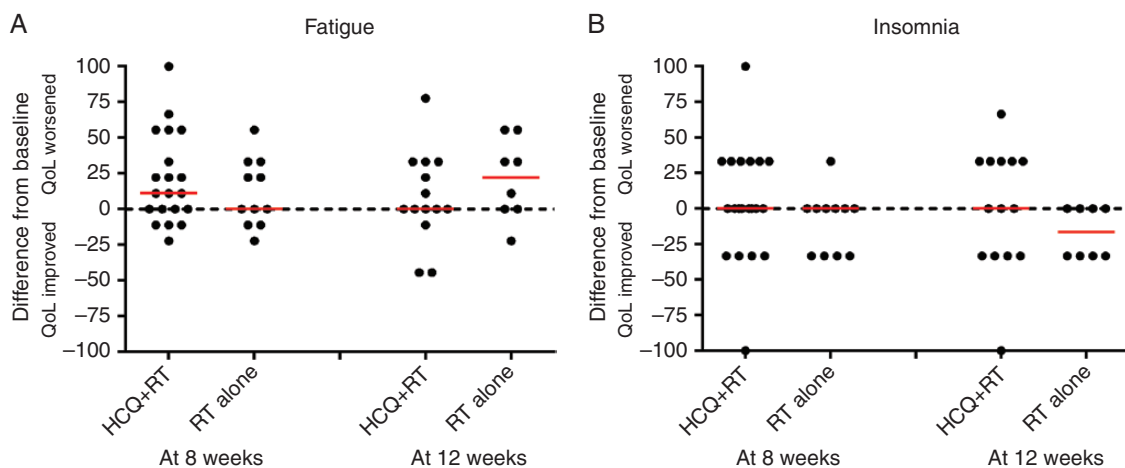 A
Fatigue
Difference from baseline
QoL improved QoL worsened
100
75
50
25
0
−25
−50
−75
−100
HCQ+RT
RT alone
HCQ+RT
RT alone
At 8 weeks
At 12 weeks
B
Insomnia
Difference from baseline
QoL improved QoL worsened
100
75
50
25
0
−25
−50
−75
−100
HCQ+RT
RT alone
HCQ+RT
RT alone
At 8 weeks
At 12 weeks